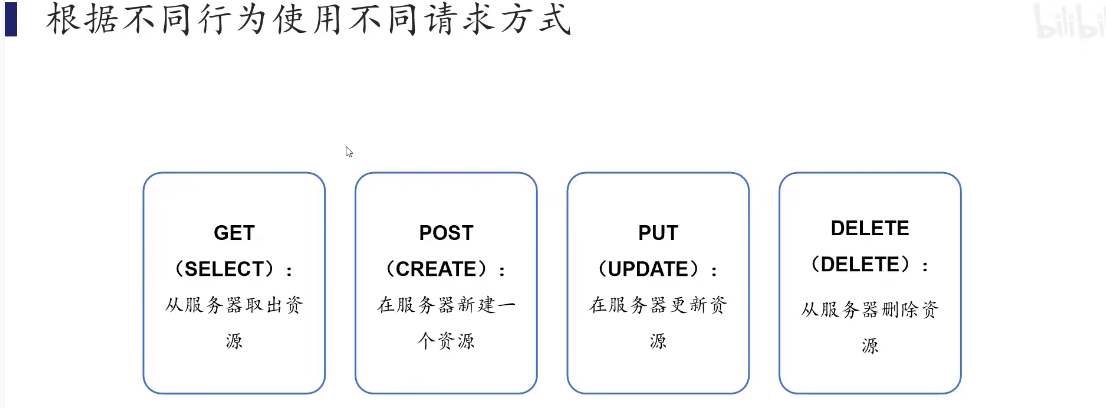 根据不同行为使用不同请求方式
bilibili
GET
（SELECT）：
从服务器取出资
源
POST
（CREATE）：
在服务器新建一
个资源
PUT
（UPDATE）：
在服务器更新资
源
DELETE
（DELETE）：
从服务器删除资
源